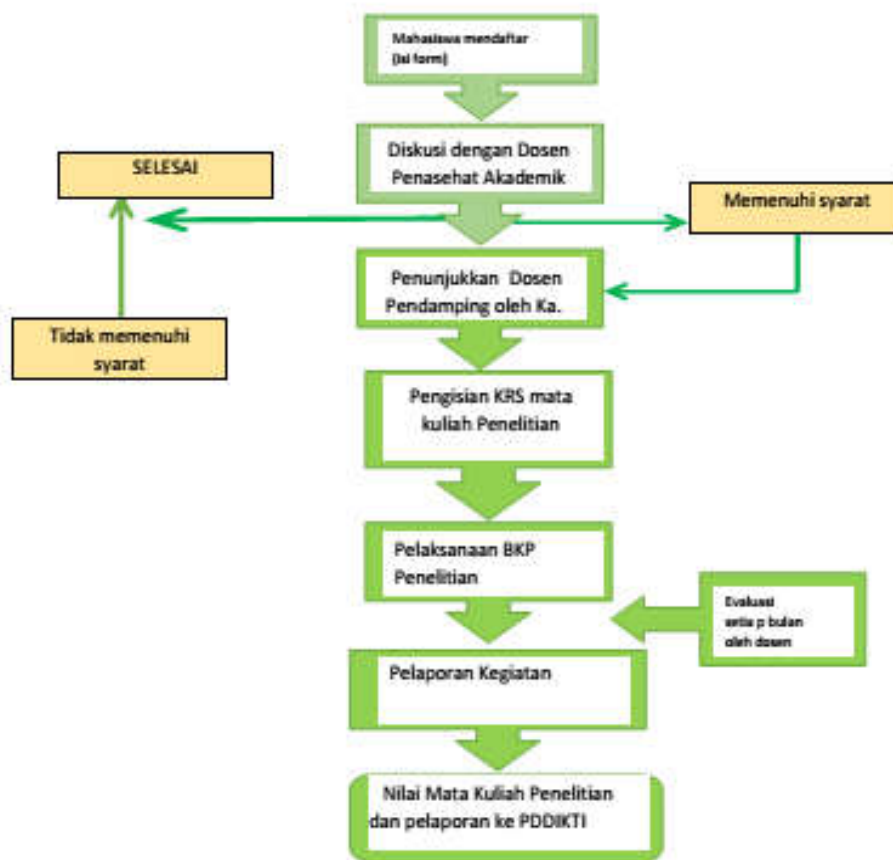 Mahasiswa mendaftar
(isi form)
Diskusi dengan Dosen
Penasehat Akademik
SELESAI
Memenuhi syarat
Penunjukkan Dosen
Pendamping oleh Ka.
Tidak memenuhi
syarat
Pengisian KRS mata
kuliah Penelitian
Pelaksanaan BKP
Penelitian
Evaluasi
setia p bulan
oleh dosen
Pelaporan Kegiatan
Nilai Mata Kuliah Penelitian
dan pelaporan ke PDDIKTI